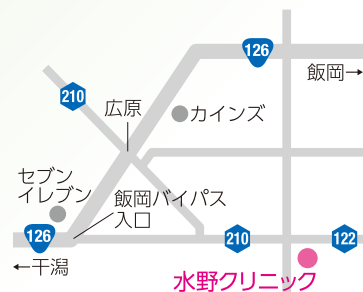 126
飯岡→
210
広原
カインズ
セブン
イレブン
飯岡バイパス
入口
126
210
122
←干潟
水野クリニック